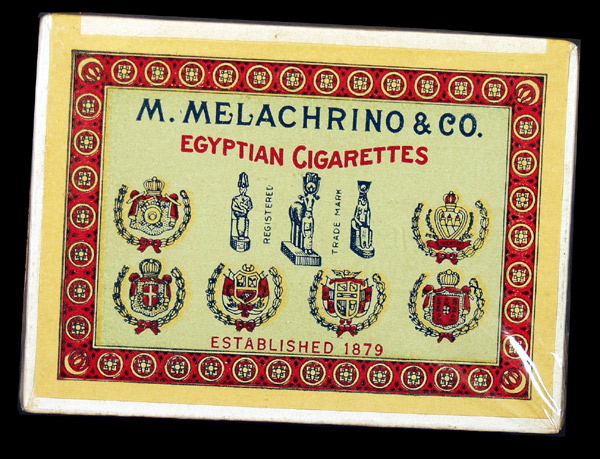 M. MELACHRINO & CO.
EGYPTIAN CIGARETTES
REGISTERED
TRADE MARK
ESTABLISHED 1879